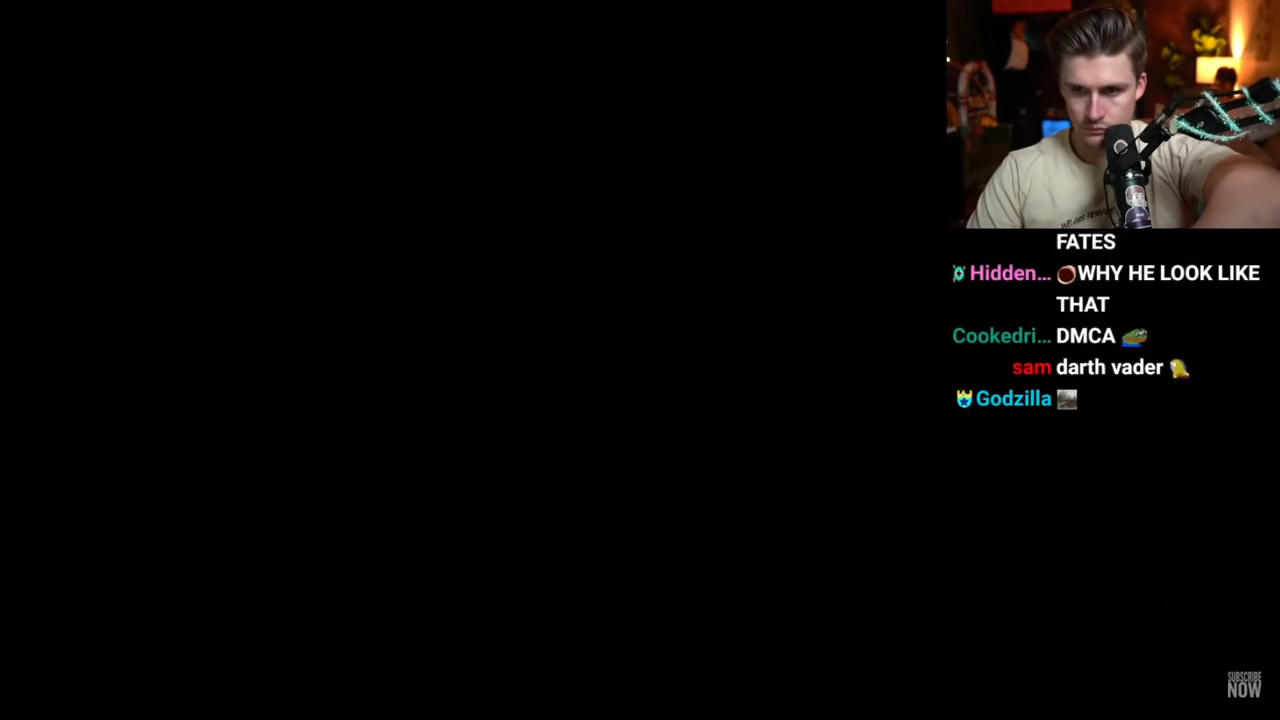 FATES
Hidden... WHY HE LOOK LIKE
THAT
Cookedri... DMCA
sam darth vader
Godzilla
SUBSCRIBE
NOW